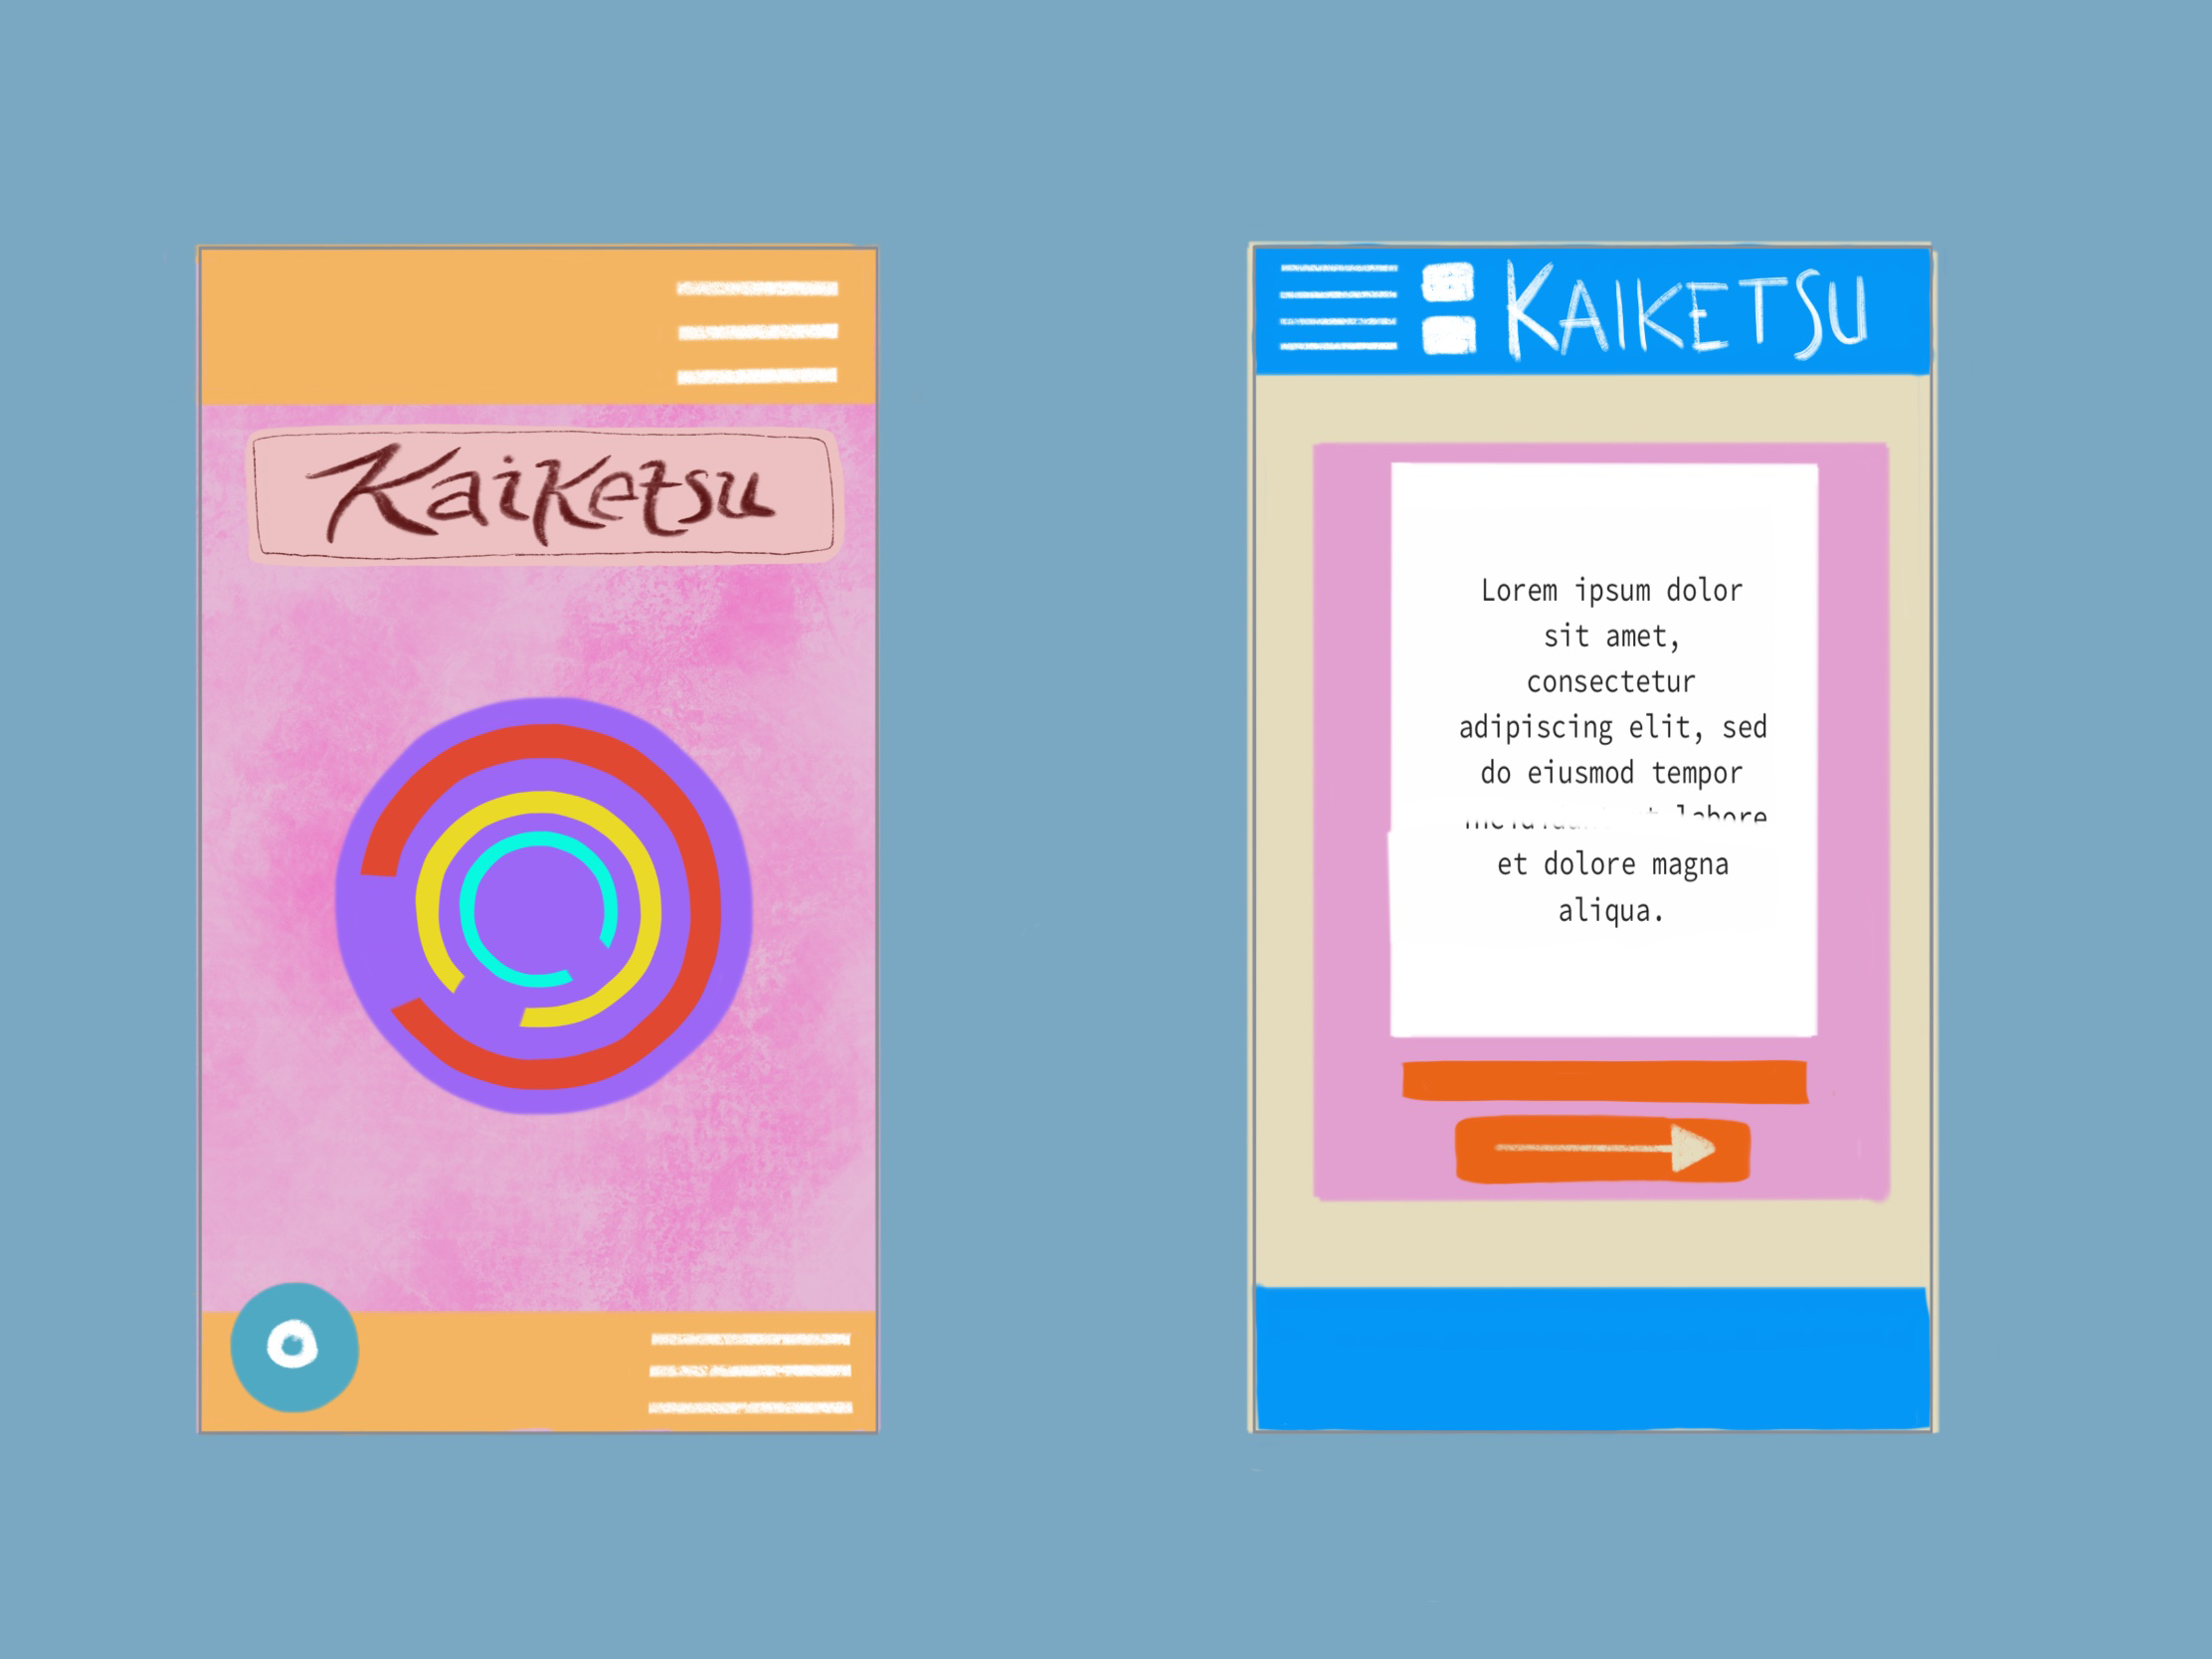 Kaiketsu
KAIKETSU
Lorem ipsum dolor
sit amet,
consectetur
adipiscing elit, sed
do eiusmod tempor
labore
et dolore magna
aliqua.